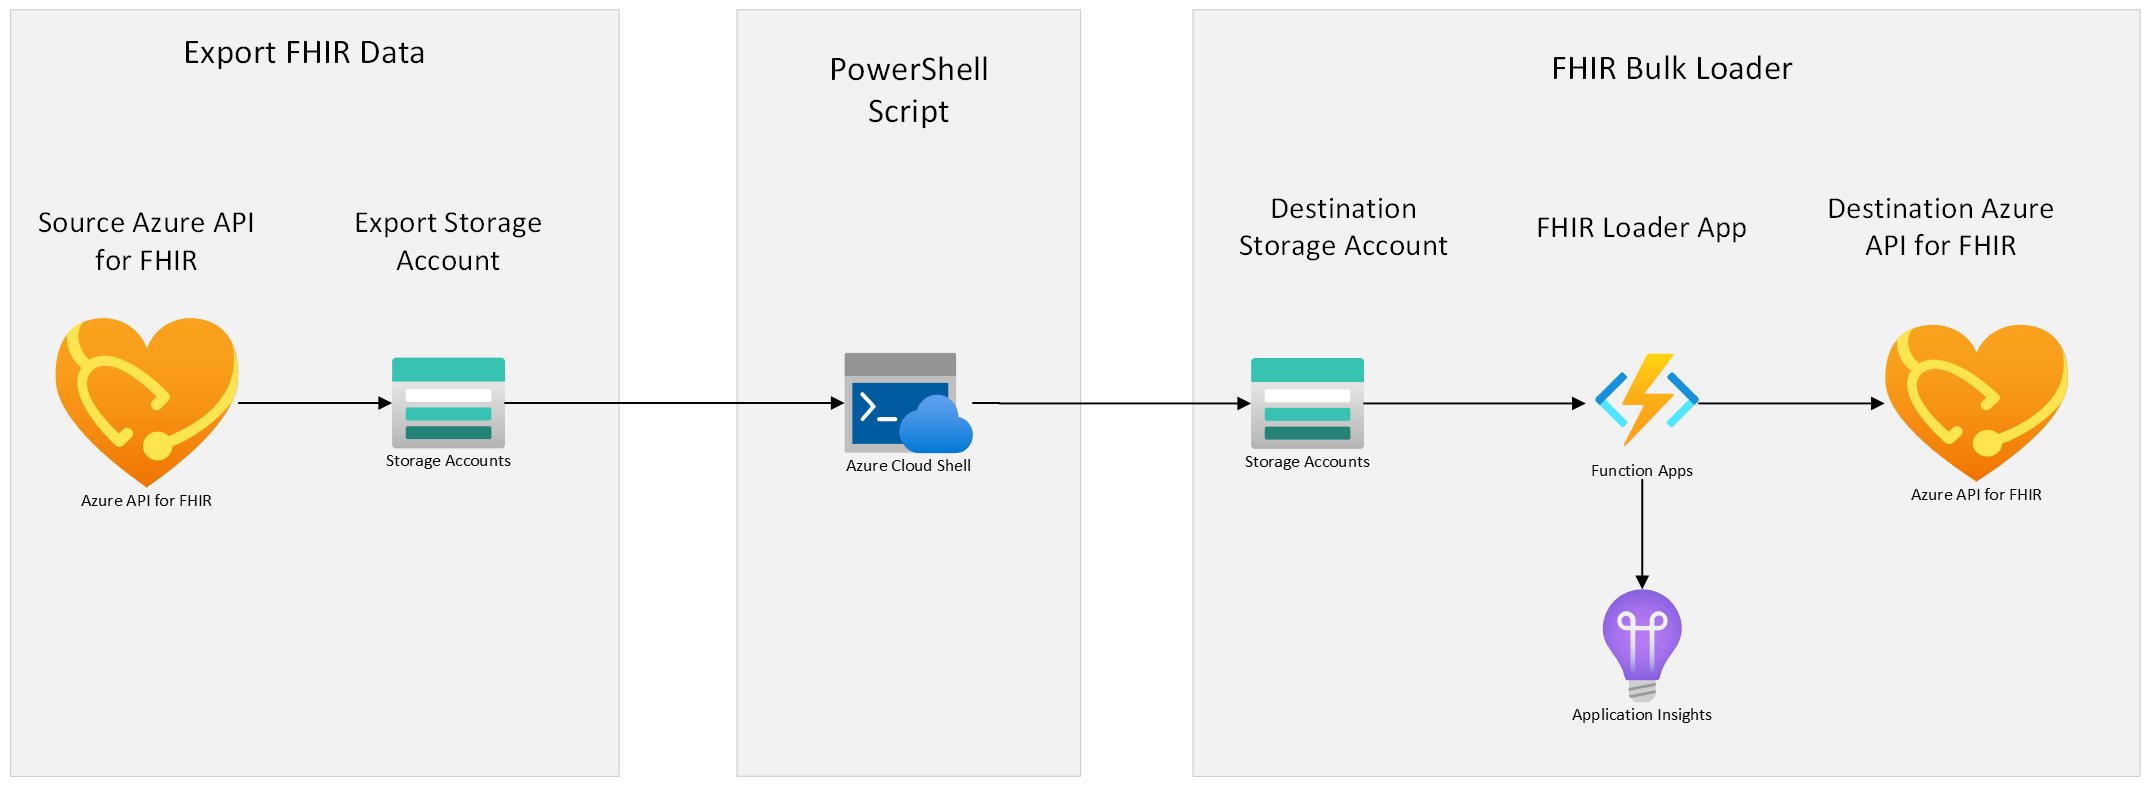 Export FHIR Data
Source Azure API
for FHIR
Export Storage
Account
Storage Accounts
Azure API for FHIR
PowerShell
Script
Azure Cloud Shell
FHIR Bulk Loader
Destination
Storage Account
FHIR Loader App
Destination Azure
API for FHIR
Storage Accounts
Function Apps
Azure API for FHIR
Application Insights